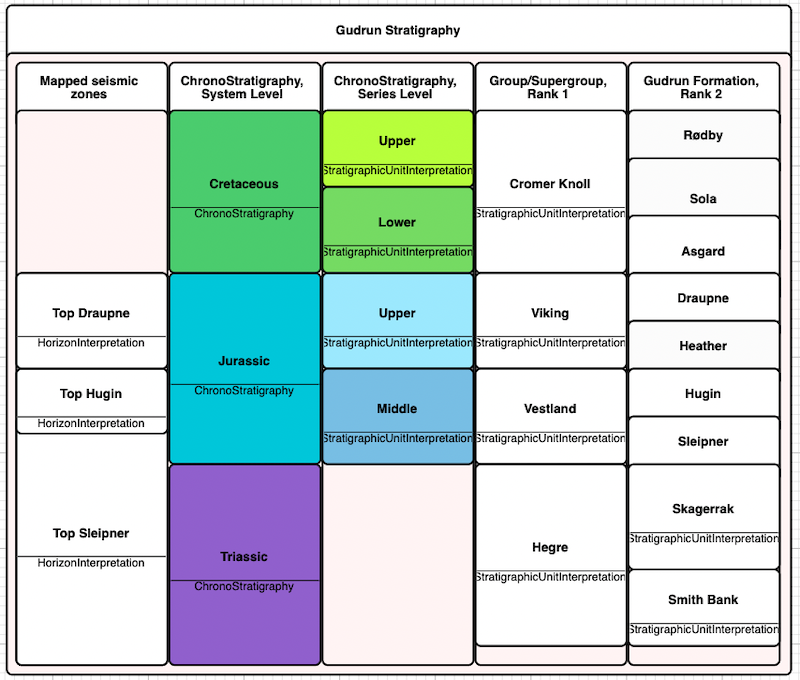 Gudrun Stratigraphy
Mapped seismic
zones
ChronoStratigraphy,
System Level
ChronoStratigraphy,
Series Level
Group/Supergroup,
Rank 1
Gudrun Formation,
Rank 2
Top Draupne
HorizonInterpretation
Top Hugin
HorizonInterpretation
Top Sleipner
HorizonInterpretation
Cretaceous
ChronoStratigraphy
Jurassic
ChronoStratigraphy
Triassic
ChronoStratigraphy
Upper
StratigraphicUnitInterpretation
Lower
StratigraphicUnitInterpretation
Upper
StratigraphicUnitInterpretation
Middle
StratigraphicUnitInterpretation
Cromer Knoll
StratigraphicUnitInterpretation
Viking
StratigraphicUnitInterpretation
Vestland
StratigraphicUnitInterpretation
Hegre
StratigraphicUnitInterpretation
Rødby
Sola
Asgard
Draupne
Heather
Hugin
Sleipner
Skagerrak
StratigraphicUnitInterpretation
Smith Bank
StratigraphicUnitInterpretation